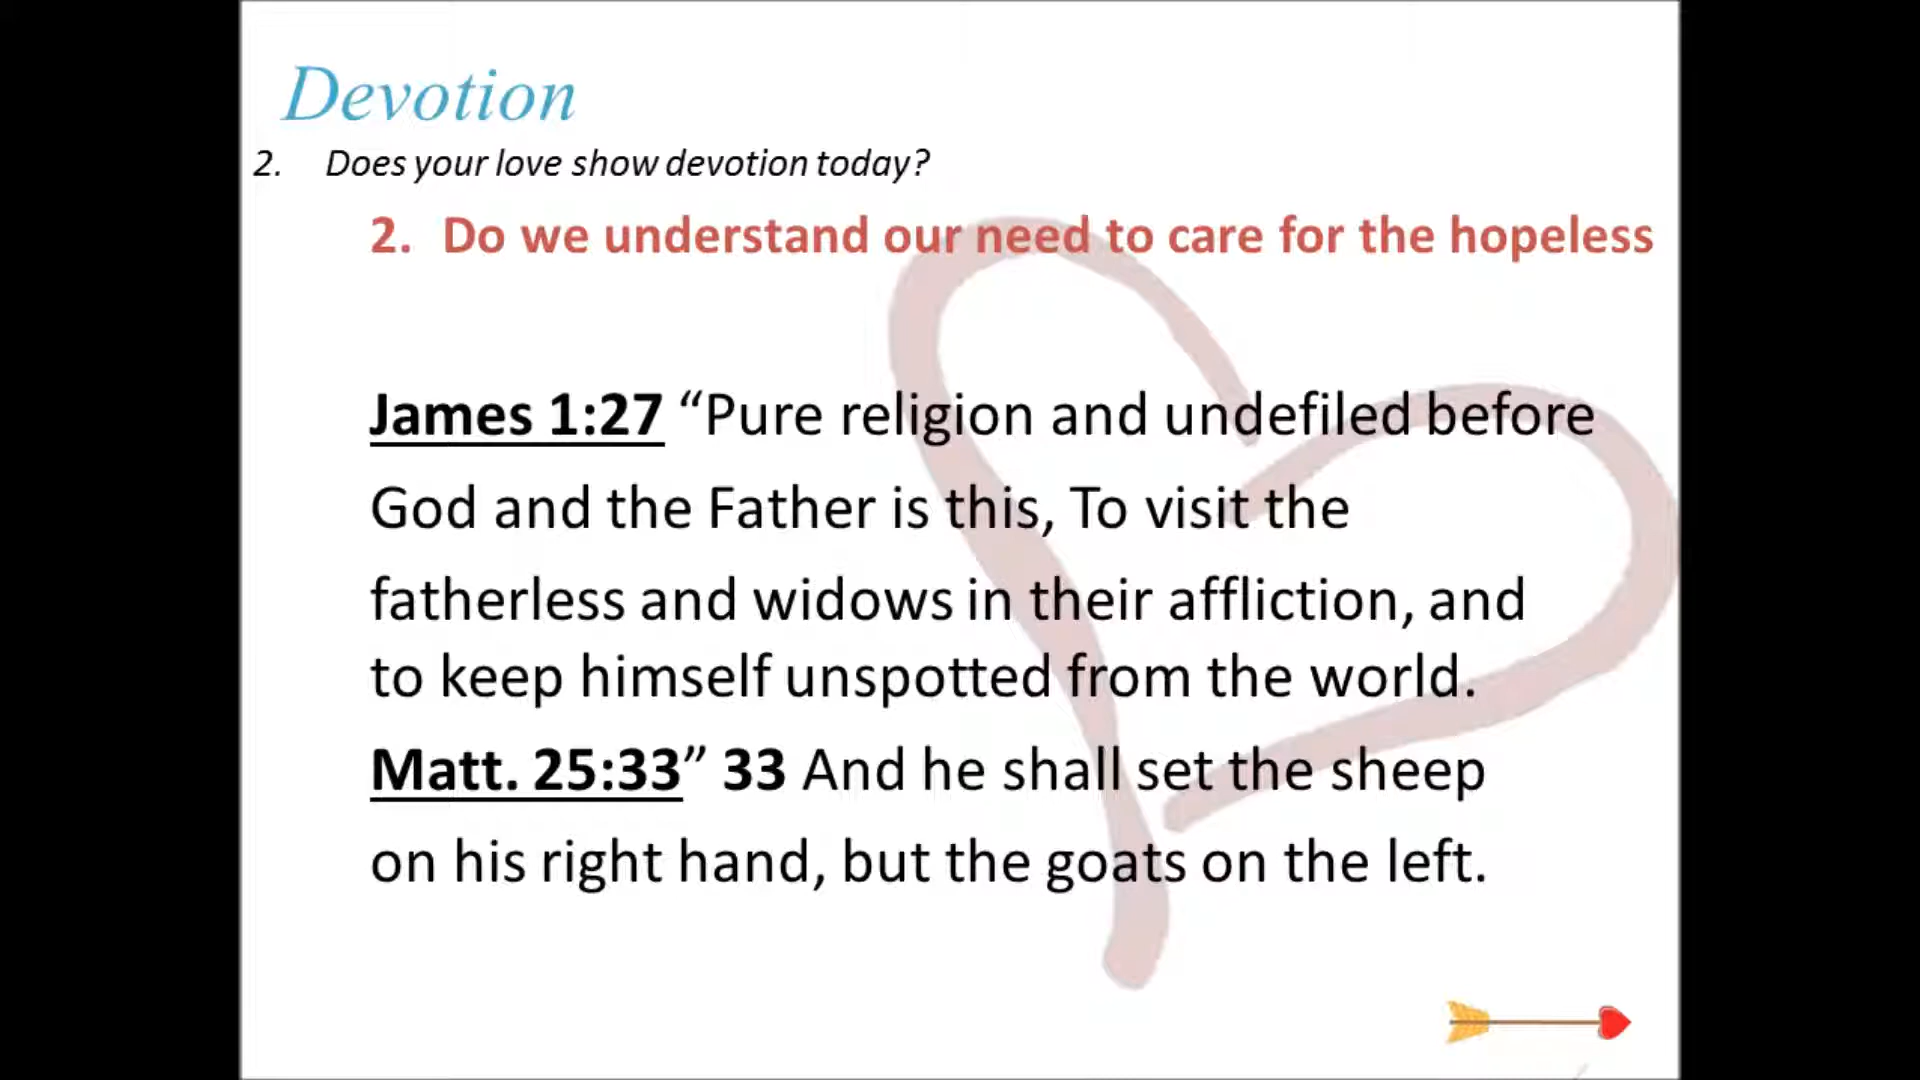 Devotion
2. Does your love show devotion today?
2. Do we understand our need to care for the hopeless
James 1:27 “Pure religion and undefiled before
God and the Father is this, To visit the
fatherless and widows in their affliction, and
to keep himself unspotted from the world.
Matt. 25:33” 33 And he shall set the sheep
on his right hand, but the goats on the left.